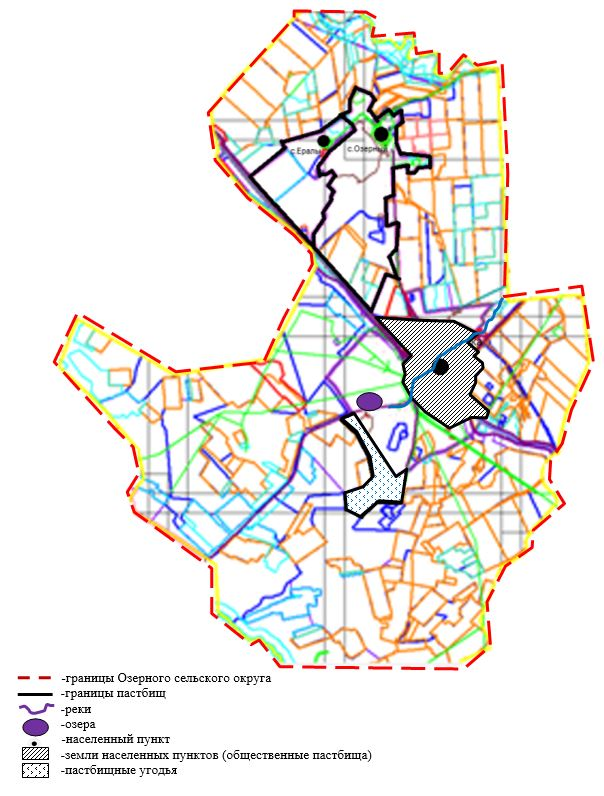 с.Ералы
с.Озерный
-границы Озерного сельского округа
-границы пастбищ
-реки
-озера
-населенный пункт
-земли населенных пунктов (общественные пастбища)
-пастбищные угодья